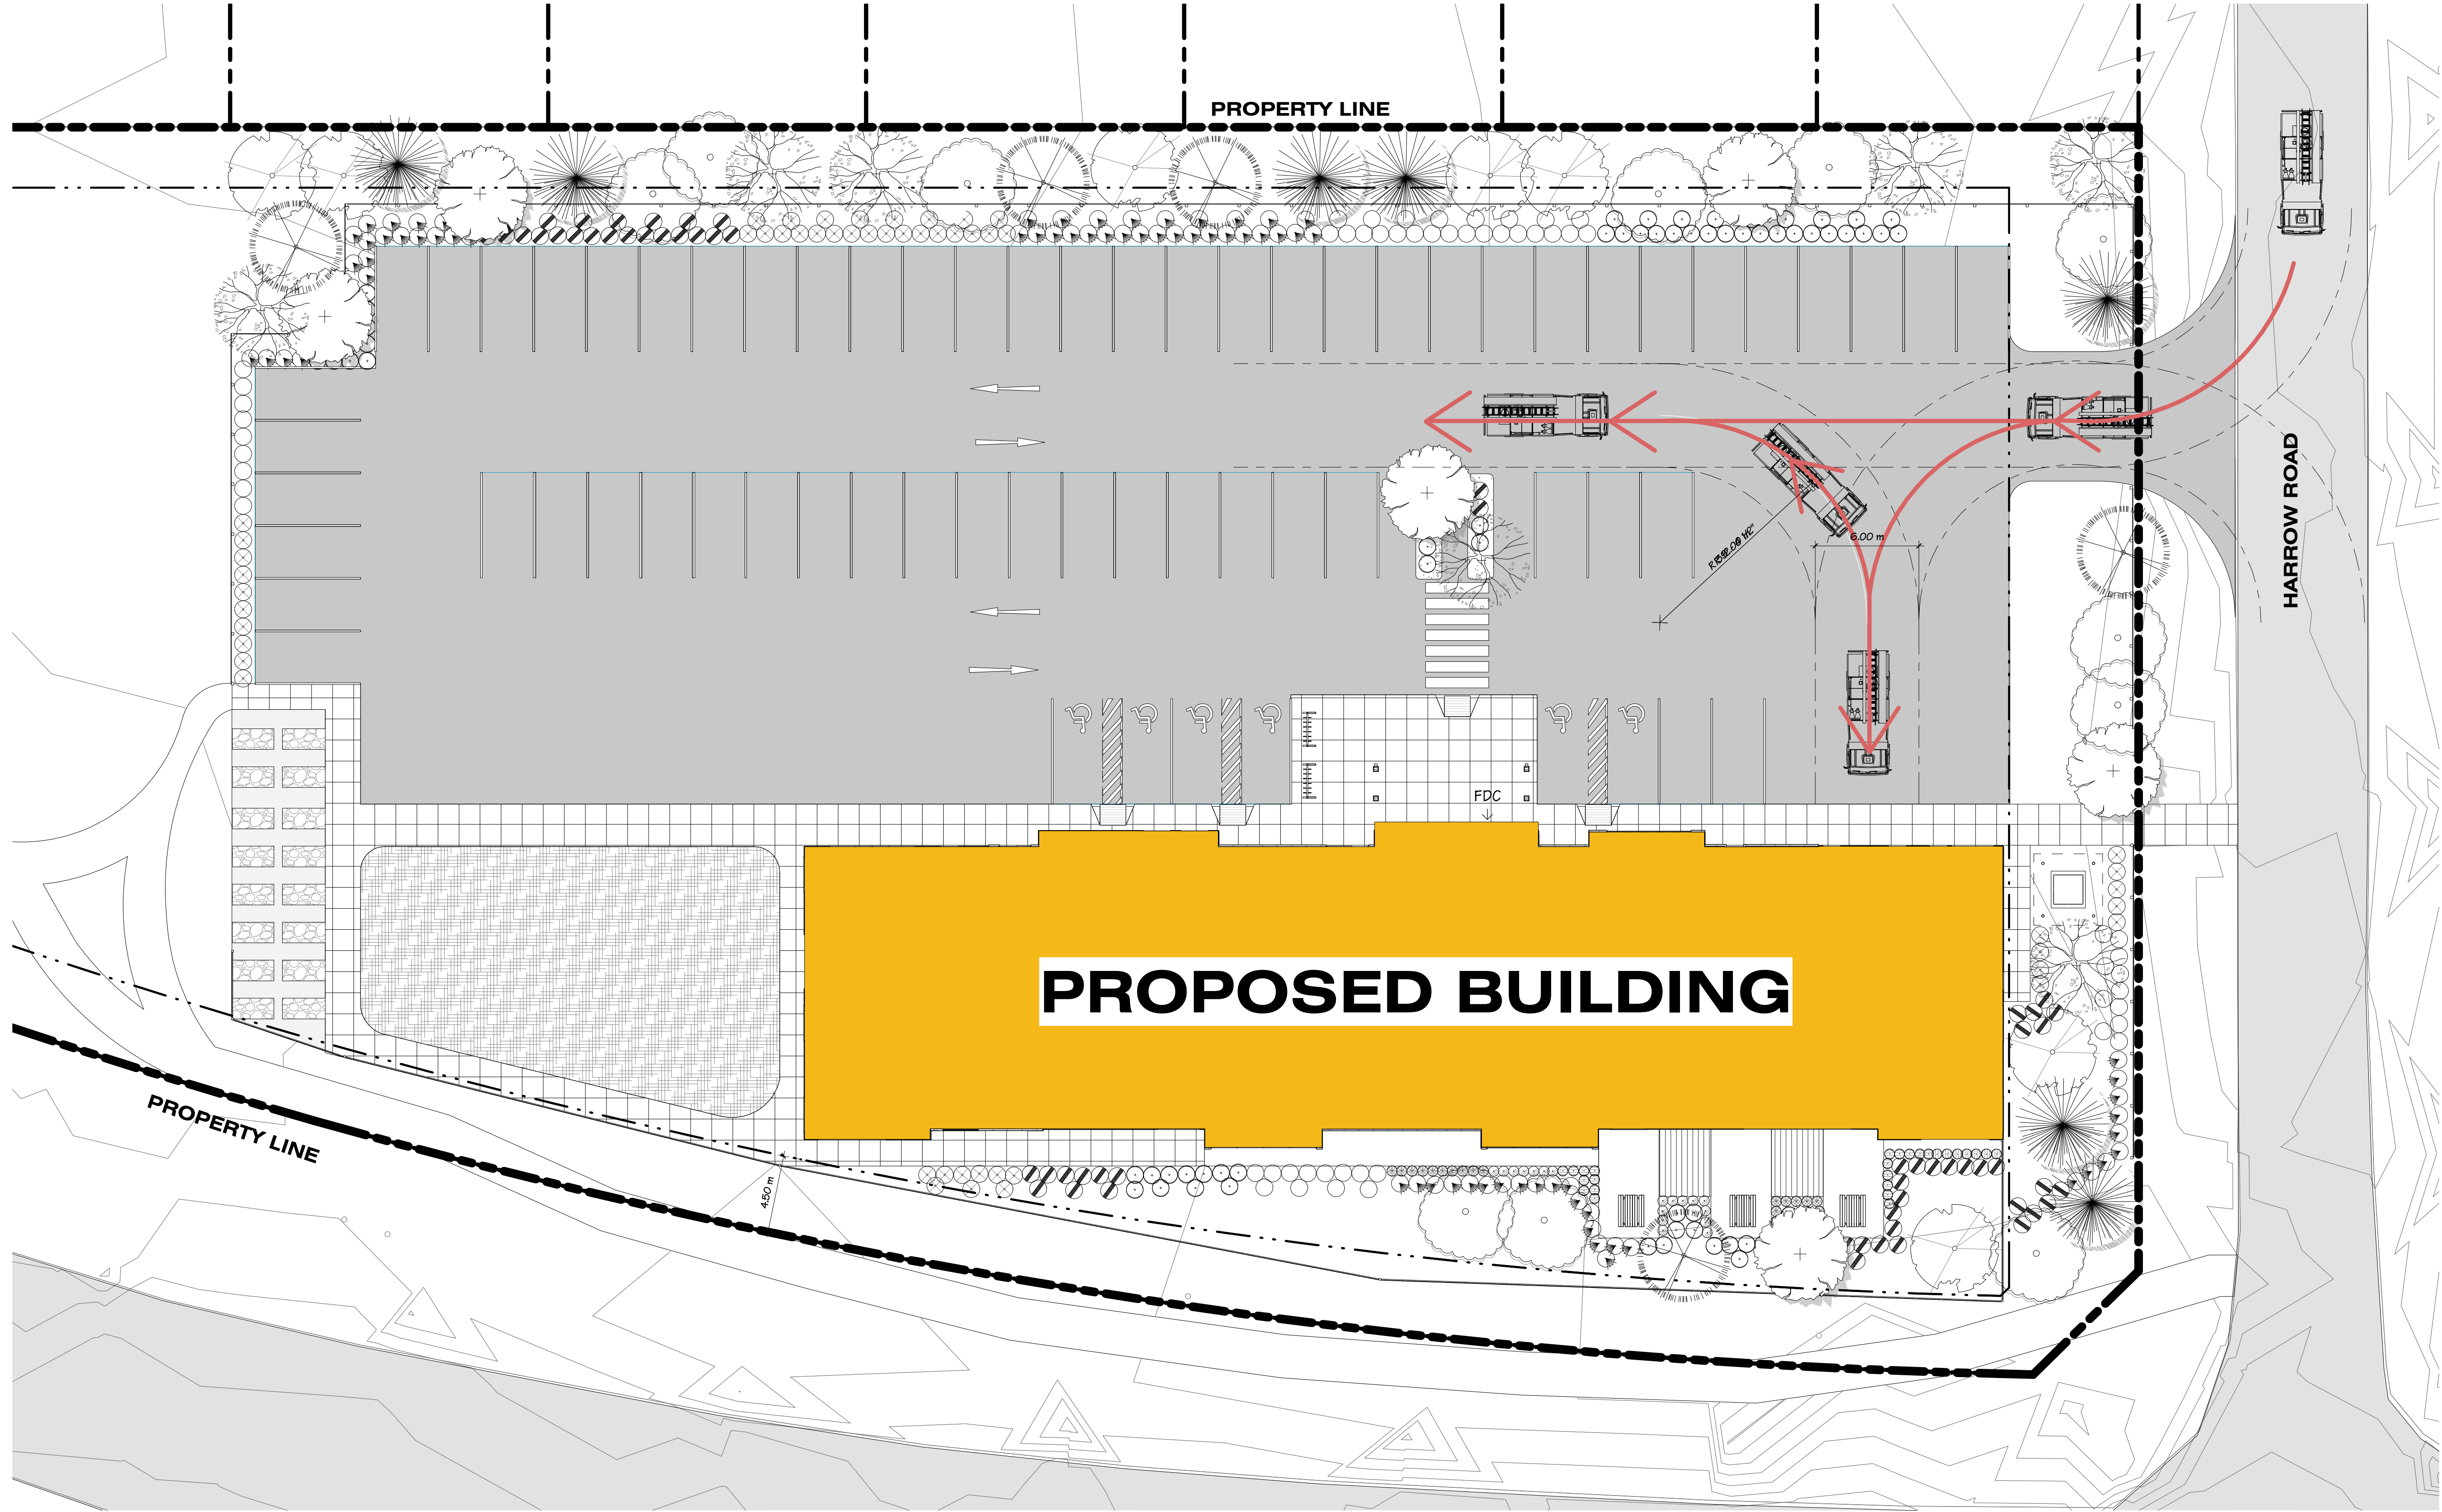 PROPERTY LINE
HARROW ROAD
6.00 m
FDC
PROPOSED BUILDING
PROPERTY LINE
4.50 m